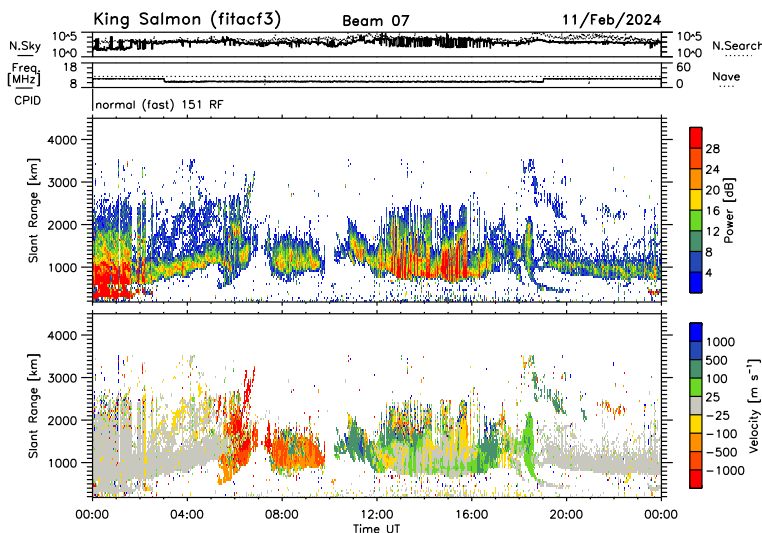 King Salmon (fitacf3) Beam 07 11/Feb/2024
N.Sky 10+5 10+0 10+5 10+0 N.Search
Freq. [MHz] 18 8 60 0 Nave
CPID normal (fast) 151 RF
Slant Range [km]
4000
3000
2000
1000
Power [dB]
28
24
20
16
12
8
4
Slant Range [km]
4000
3000
2000
1000
Velocity [m s⁻¹]
1000
500
100
25
−25
−100
−500
−1000
00:00 04:00 08:00 12:00 16:00 20:00 00:00
Time UT